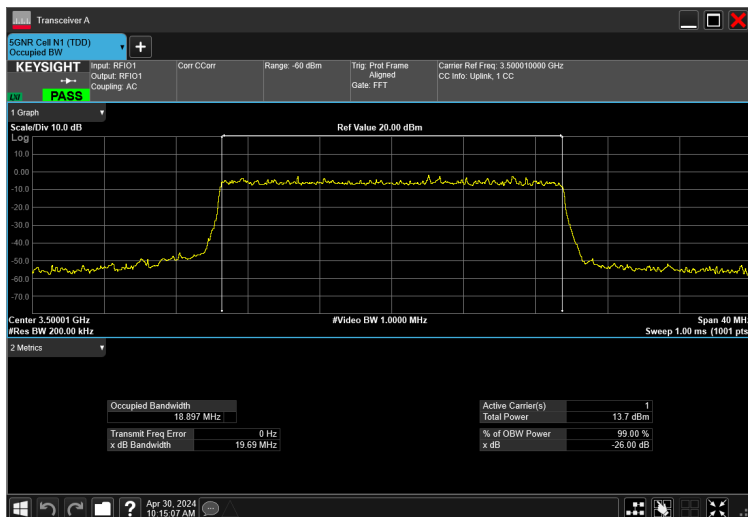 Transceiver A
5GNR Cell N1 (TDD)
Occupied BW
KEYSIGHT
LXI
PASS
Input: RFIO1
Output: RFIO1
Coupling: AC
Corr CCorr
Range: -60 dBm
Trig: Prot Frame
Aligned
Gate: FFT
Carrier Ref Freq: 3.500010000 GHz
CC Info: Uplink, 1 CC
1 Graph
Scale/Div 10.0 dB
Ref Value 20.00 dBm
Log
10.0
0.00
-10.0
-20.0
-30.0
-40.0
-50.0
-60.0
-70.0
Center 3.50001 GHz
#Video BW 1.0000 MHz
Span 40 MHz
#Res BW 200.00 kHz
Sweep 1.00 ms (1001 pts
2 Metrics
Occupied Bandwidth
18.897 MHz
Transmit Freq Error 0 Hz
x dB Bandwidth 19.69 MHz
Active Carrier(s) 1
Total Power 13.7 dBm
% of OBW Power 99.00 %
x dB -26.00 dB
Apr 30, 2024
10:15:07 AM